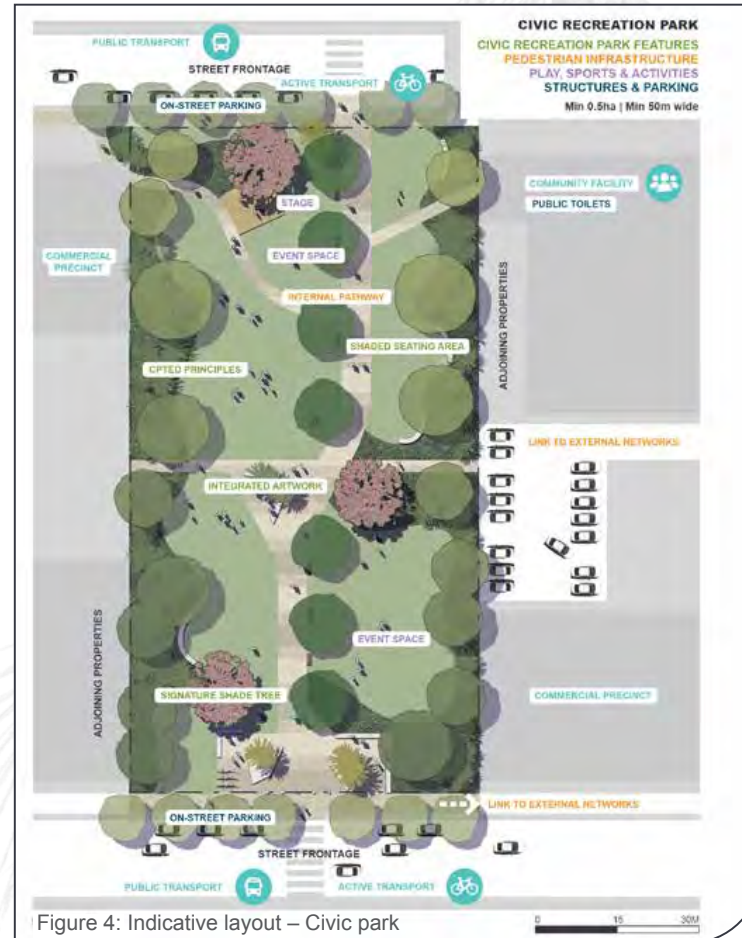 CIVIC RECREATION PARK
CIVIC RECREATION PARK FEATURES
PEDESTRIAN INFRASTRUCTURE
PLAY, SPORTS & ACTIVITIES
STRUCTURES & PARKING
Min 0.5ha | Min 50m wide
PUBLIC TRANSPORT
STREET FRONTAGE
ACTIVE TRANSPORT
ON-STREET PARKING
COMMUNITY FACILITY
PUBLIC TOILETS
STAGE
COMMERCIAL
PRECINCT
EVENT SPACE
INTERNAL PATHWAY
SHADED SEATING AREA
ADJOINING PROPERTIES
CPTED PRINCIPLES
LINK TO EXTERNAL NETWORKS
INTEGRATED ARTWORK
ADJOINING PROPERTIES
EVENT SPACE
SIGNATURE SHADE TREE
COMMERCIAL PRECINCT
LINK TO EXTERNAL NETWORKS
ON-STREET PARKING
STREET FRONTAGE
PUBLIC TRANSPORT
ACTIVE TRANSPORT
Figure 4: Indicative layout – Civic park
0 15 30M